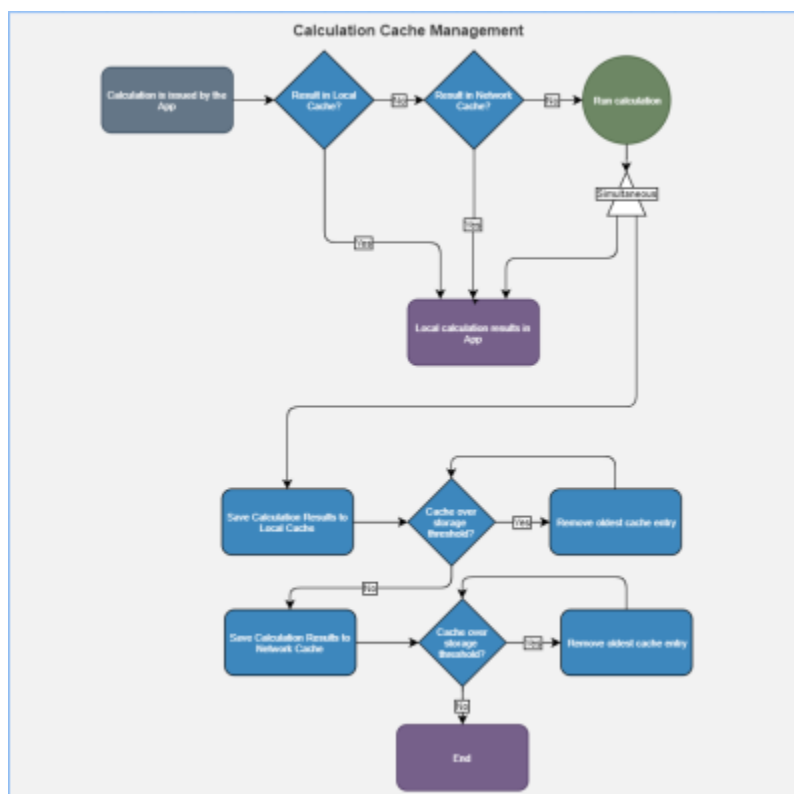 Calculation Cache Management
Calculation is issued by the
App
Result in Local
Cache?
No
Result in Network
Cache?
No
Run calculation
Simultaneous
Yes
Yes
Local calculation results in
App
Save Calculation Results to
Local Cache
Cache over
storage
threshold?
Yes
Remove oldest cache entry
No
Save Calculation Results to
Network Cache
Cache over
storage
threshold?
Yes
Remove oldest cache entry
No
End